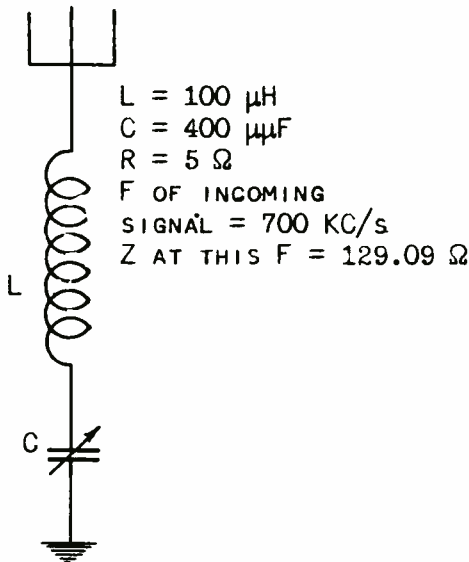 L = 100 µH
C = 400 µµF
R = 5 Ω
F OF INCOMING
SIGNAL = 700 KC/s
Z AT THIS F = 129.09 Ω
L
C